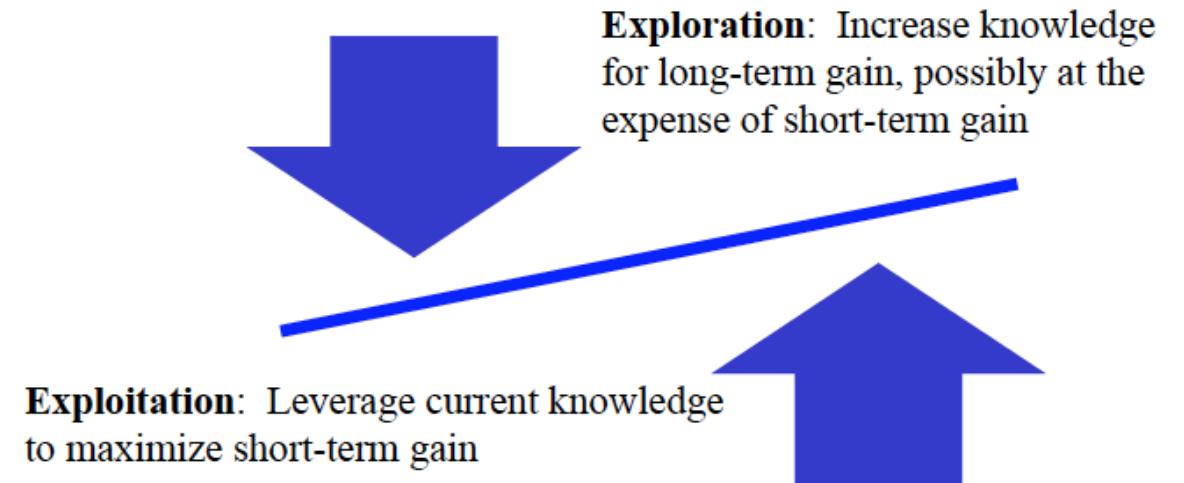 Exploration: Increase knowledge
for long-term gain, possibly at the
expense of short-term gain
Exploitation: Leverage current knowledge
to maximize short-term gain